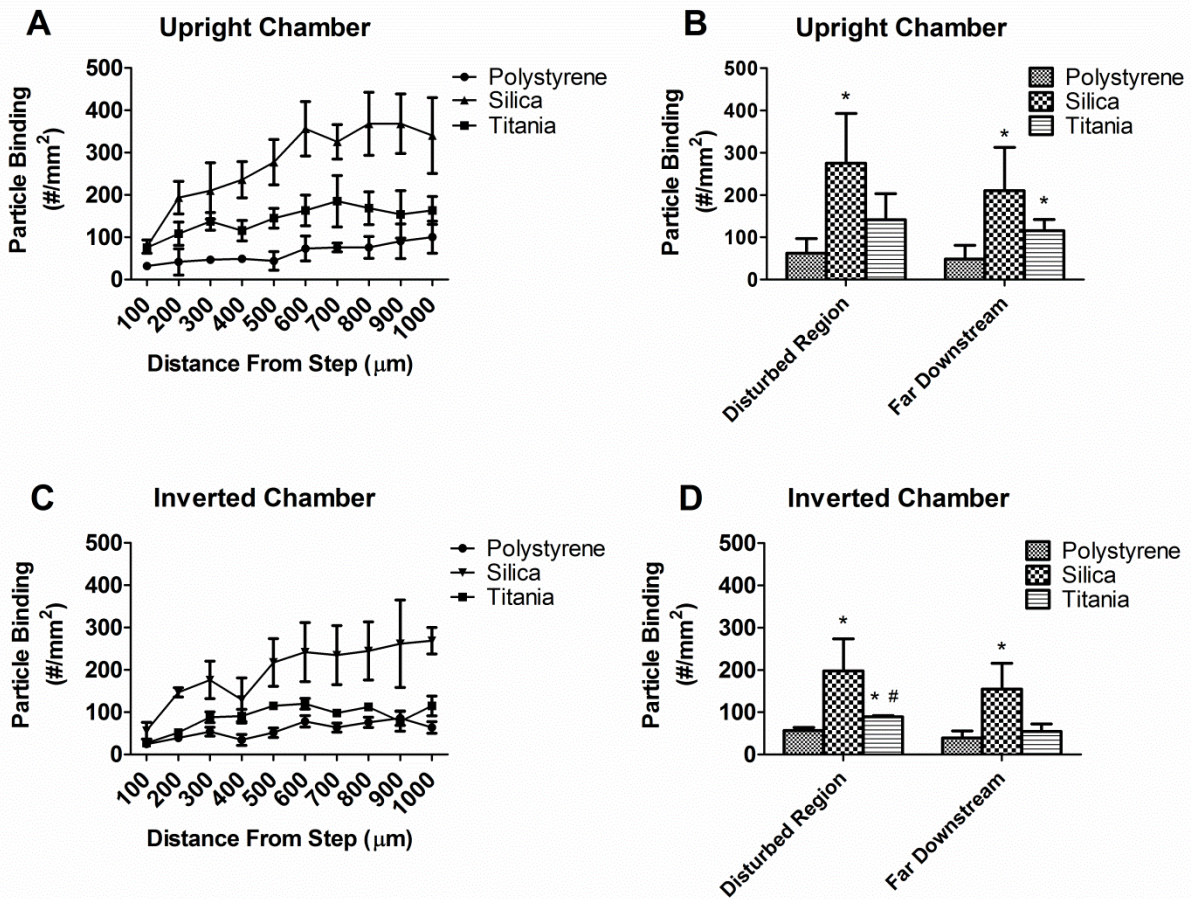 A
Upright Chamber
Polystyrene
Silica
Titania
Particle Binding
(#/mm2)
500
400
300
200
100
0
100
200
300
400
500
600
700
800
900
1000
Distance From Step (μm)
B
Upright Chamber
Polystyrene
Silica
Titania
Particle Binding
(#/mm2)
500
400
300
200
100
0
*
*
*
Disturbed Region
Far Downstream
C
Inverted Chamber
Polystyrene
Silica
Titania
Particle Binding
(#/mm2)
500
400
300
200
100
0
100
200
300
400
500
600
700
800
900
1000
Distance From Step (μm)
D
Inverted Chamber
Polystyrene
Silica
Titania
Particle Binding
(#/mm2)
500
400
300
200
100
0
*
* #
*
Disturbed Region
Far Downstream